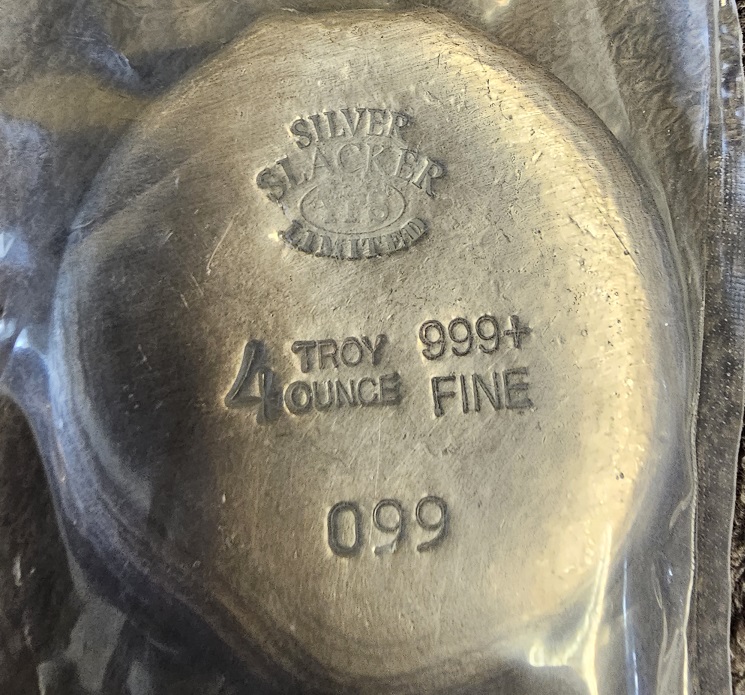 SILVER
SLACKER
LIMITED
4 TROY OUNCE
999+ FINE
099